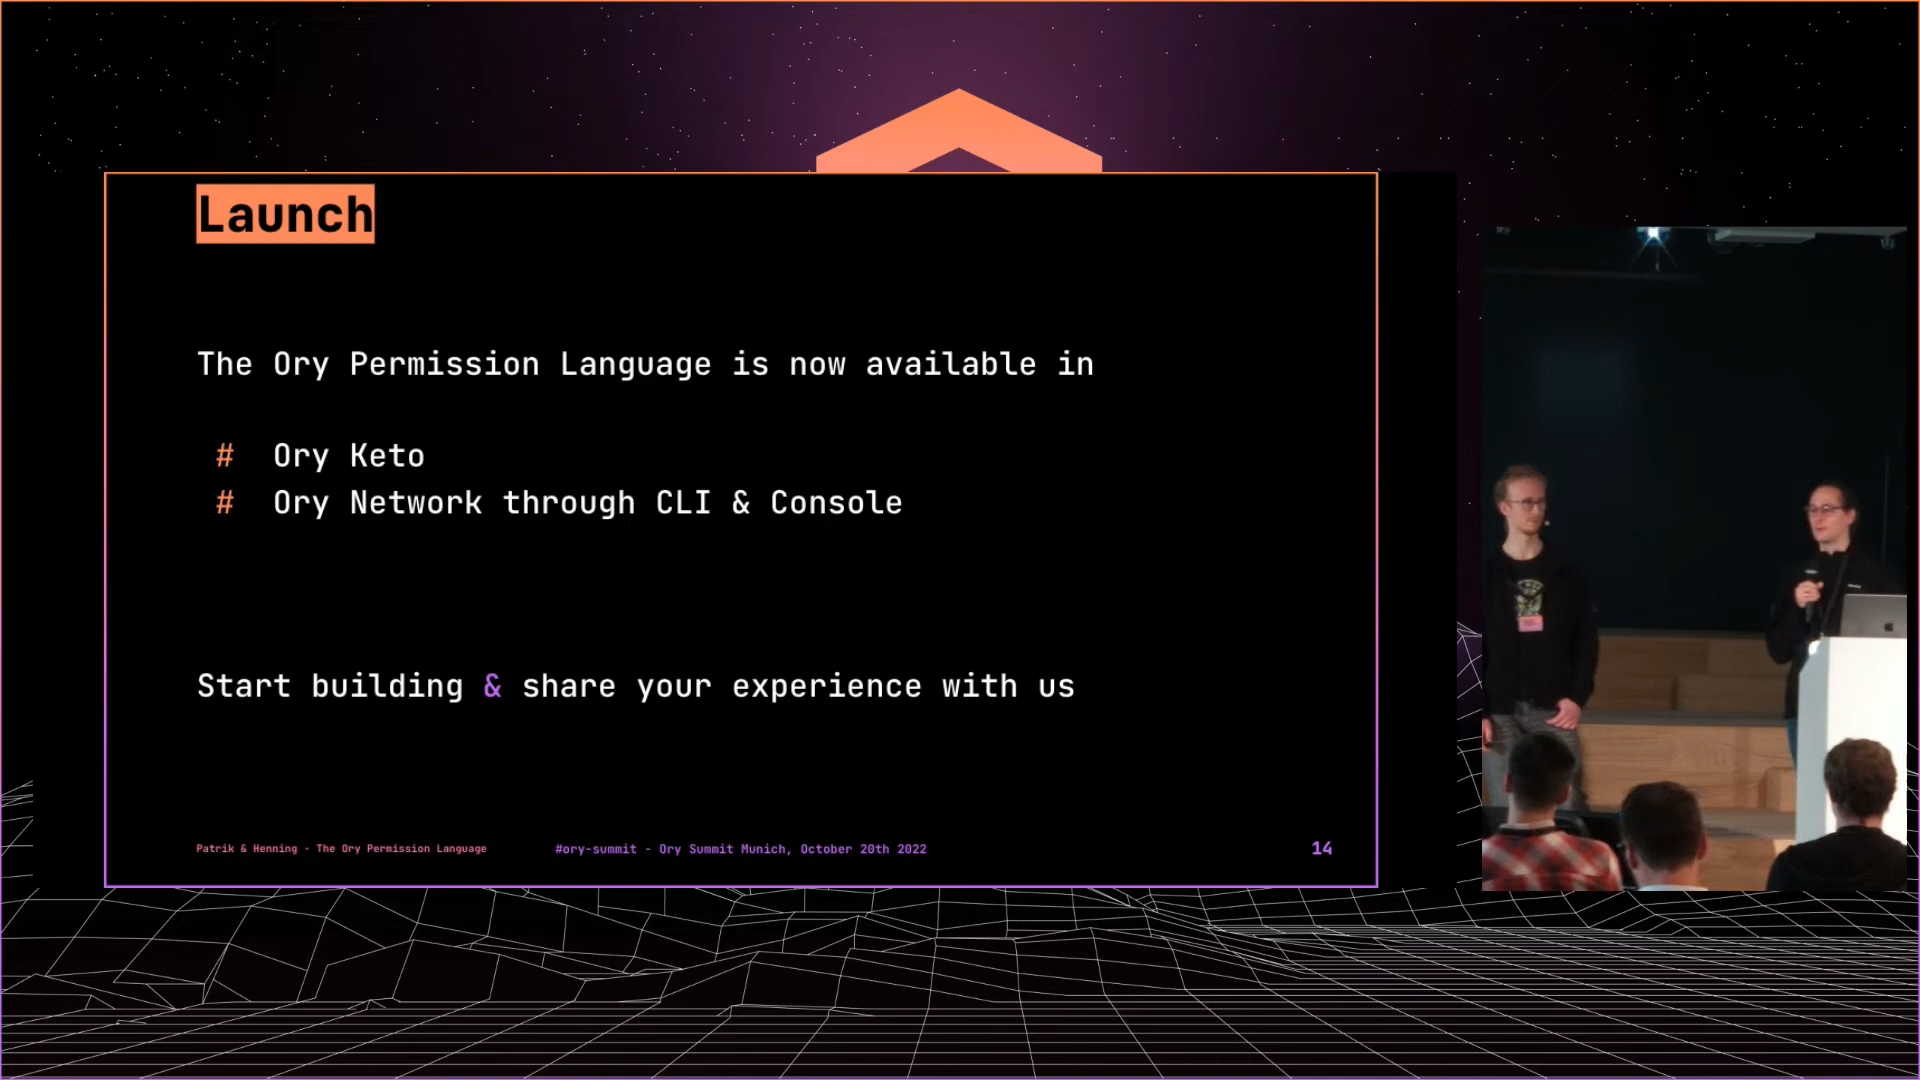 Launch
The Ory Permission Language is now available in
# Ory Keto
# Ory Network through CLI & Console
Start building & share your experience with us
Patrik & Henning - The Ory Permission Language
#ory-summit - Ory Summit Munich, October 20th 2022
14